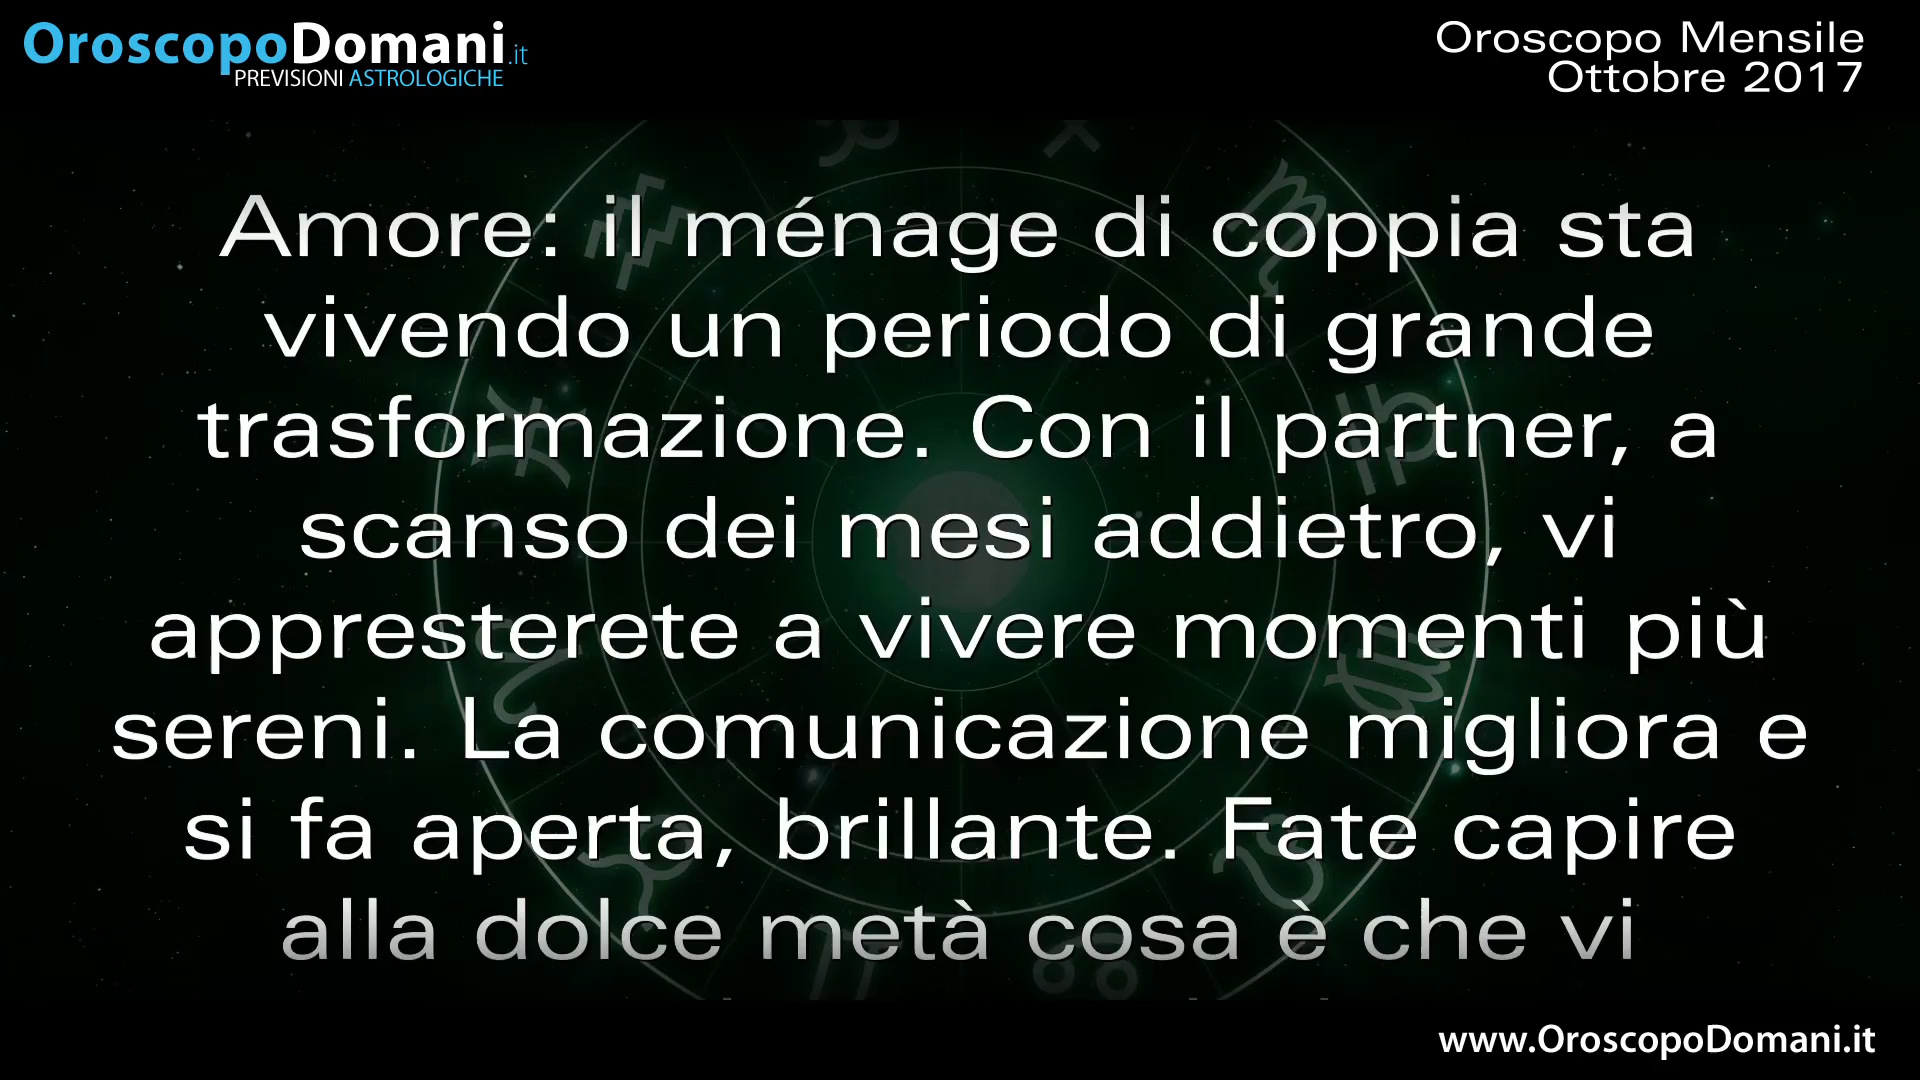 OroscopoDomani.it
PREVISIONI ASTROLOGICHE
Oroscopo Mensile
Ottobre 2017
Amore: il ménage di coppia sta
vivendo un periodo di grande
trasformazione. Con il partner, a
scanso dei mesi addietro, vi
appresterete a vivere momenti più
sereni. La comunicazione migliora e
si fa aperta, brillante. Fate capire
alla dolce metà cosa è che vi
www.OroscopoDomani.it